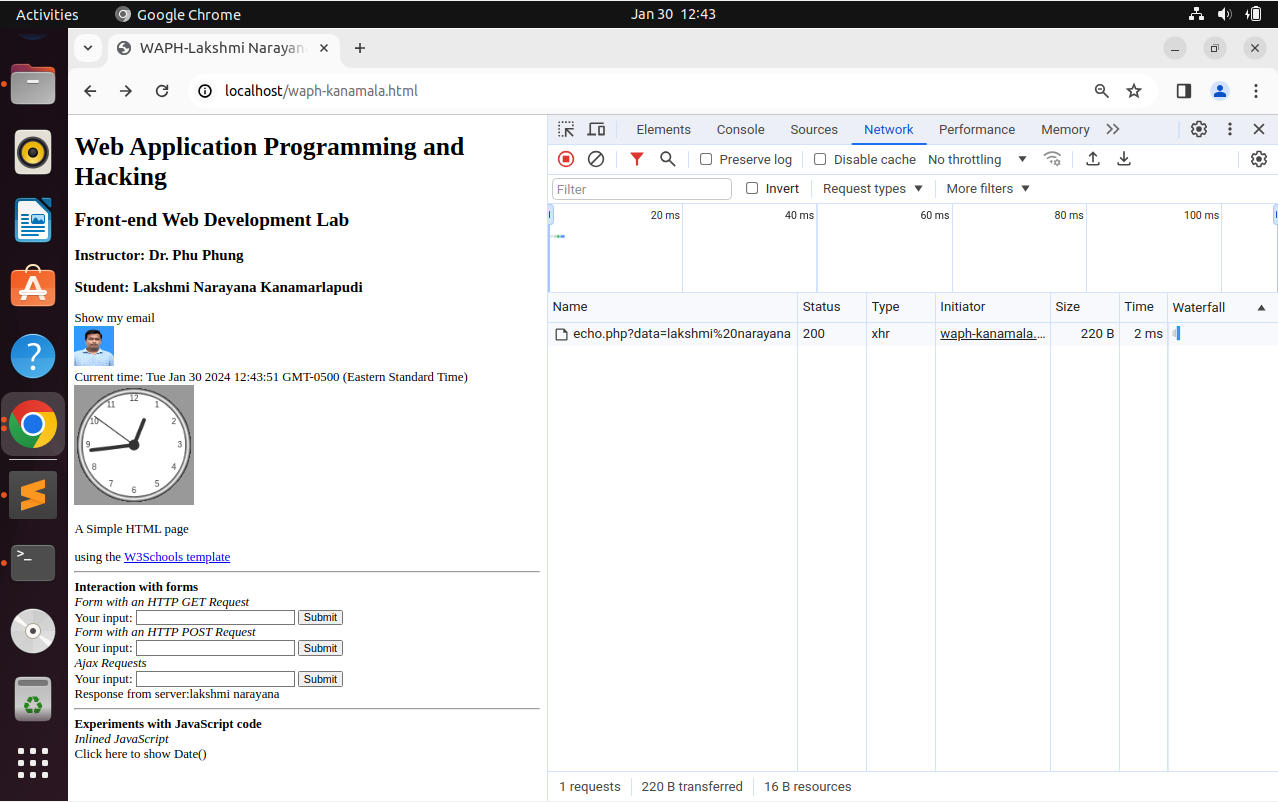 Activities
Google Chrome
Jan 30 12:43
WAPH-Lakshmi Narayan
localhost/waph-kanamala.html
Web Application Programming and
Hacking
Front-end Web Development Lab
Instructor: Dr. Phu Phung
Student: Lakshmi Narayana Kanamarlapudi
Show my email
Current time: Tue Jan 30 2024 12:43:51 GMT-0500 (Eastern Standard Time)
12
1
2
3
4
5
6
7
8
9
10
11
A Simple HTML page
using the W3Schools template
Interaction with forms
Form with an HTTP GET Request
Your input: Submit
Form with an HTTP POST Request
Your input: Submit
Ajax Requests
Your input: Submit
Response from server:lakshmi narayana
Experiments with JavaScript code
Inlined JavaScript
Click here to show Date()
Elements Console Sources Network Performance Memory
Preserve log Disable cache No throttling
Filter Invert Request types More filters
20 ms 40 ms 60 ms 80 ms 100 ms
Name Status Type Initiator Size Time Waterfall
echo.php?data=lakshmi%20narayana 200 xhr waph-kanamala.… 220 B 2 ms
1 requests 220 B transferred 16 B resources